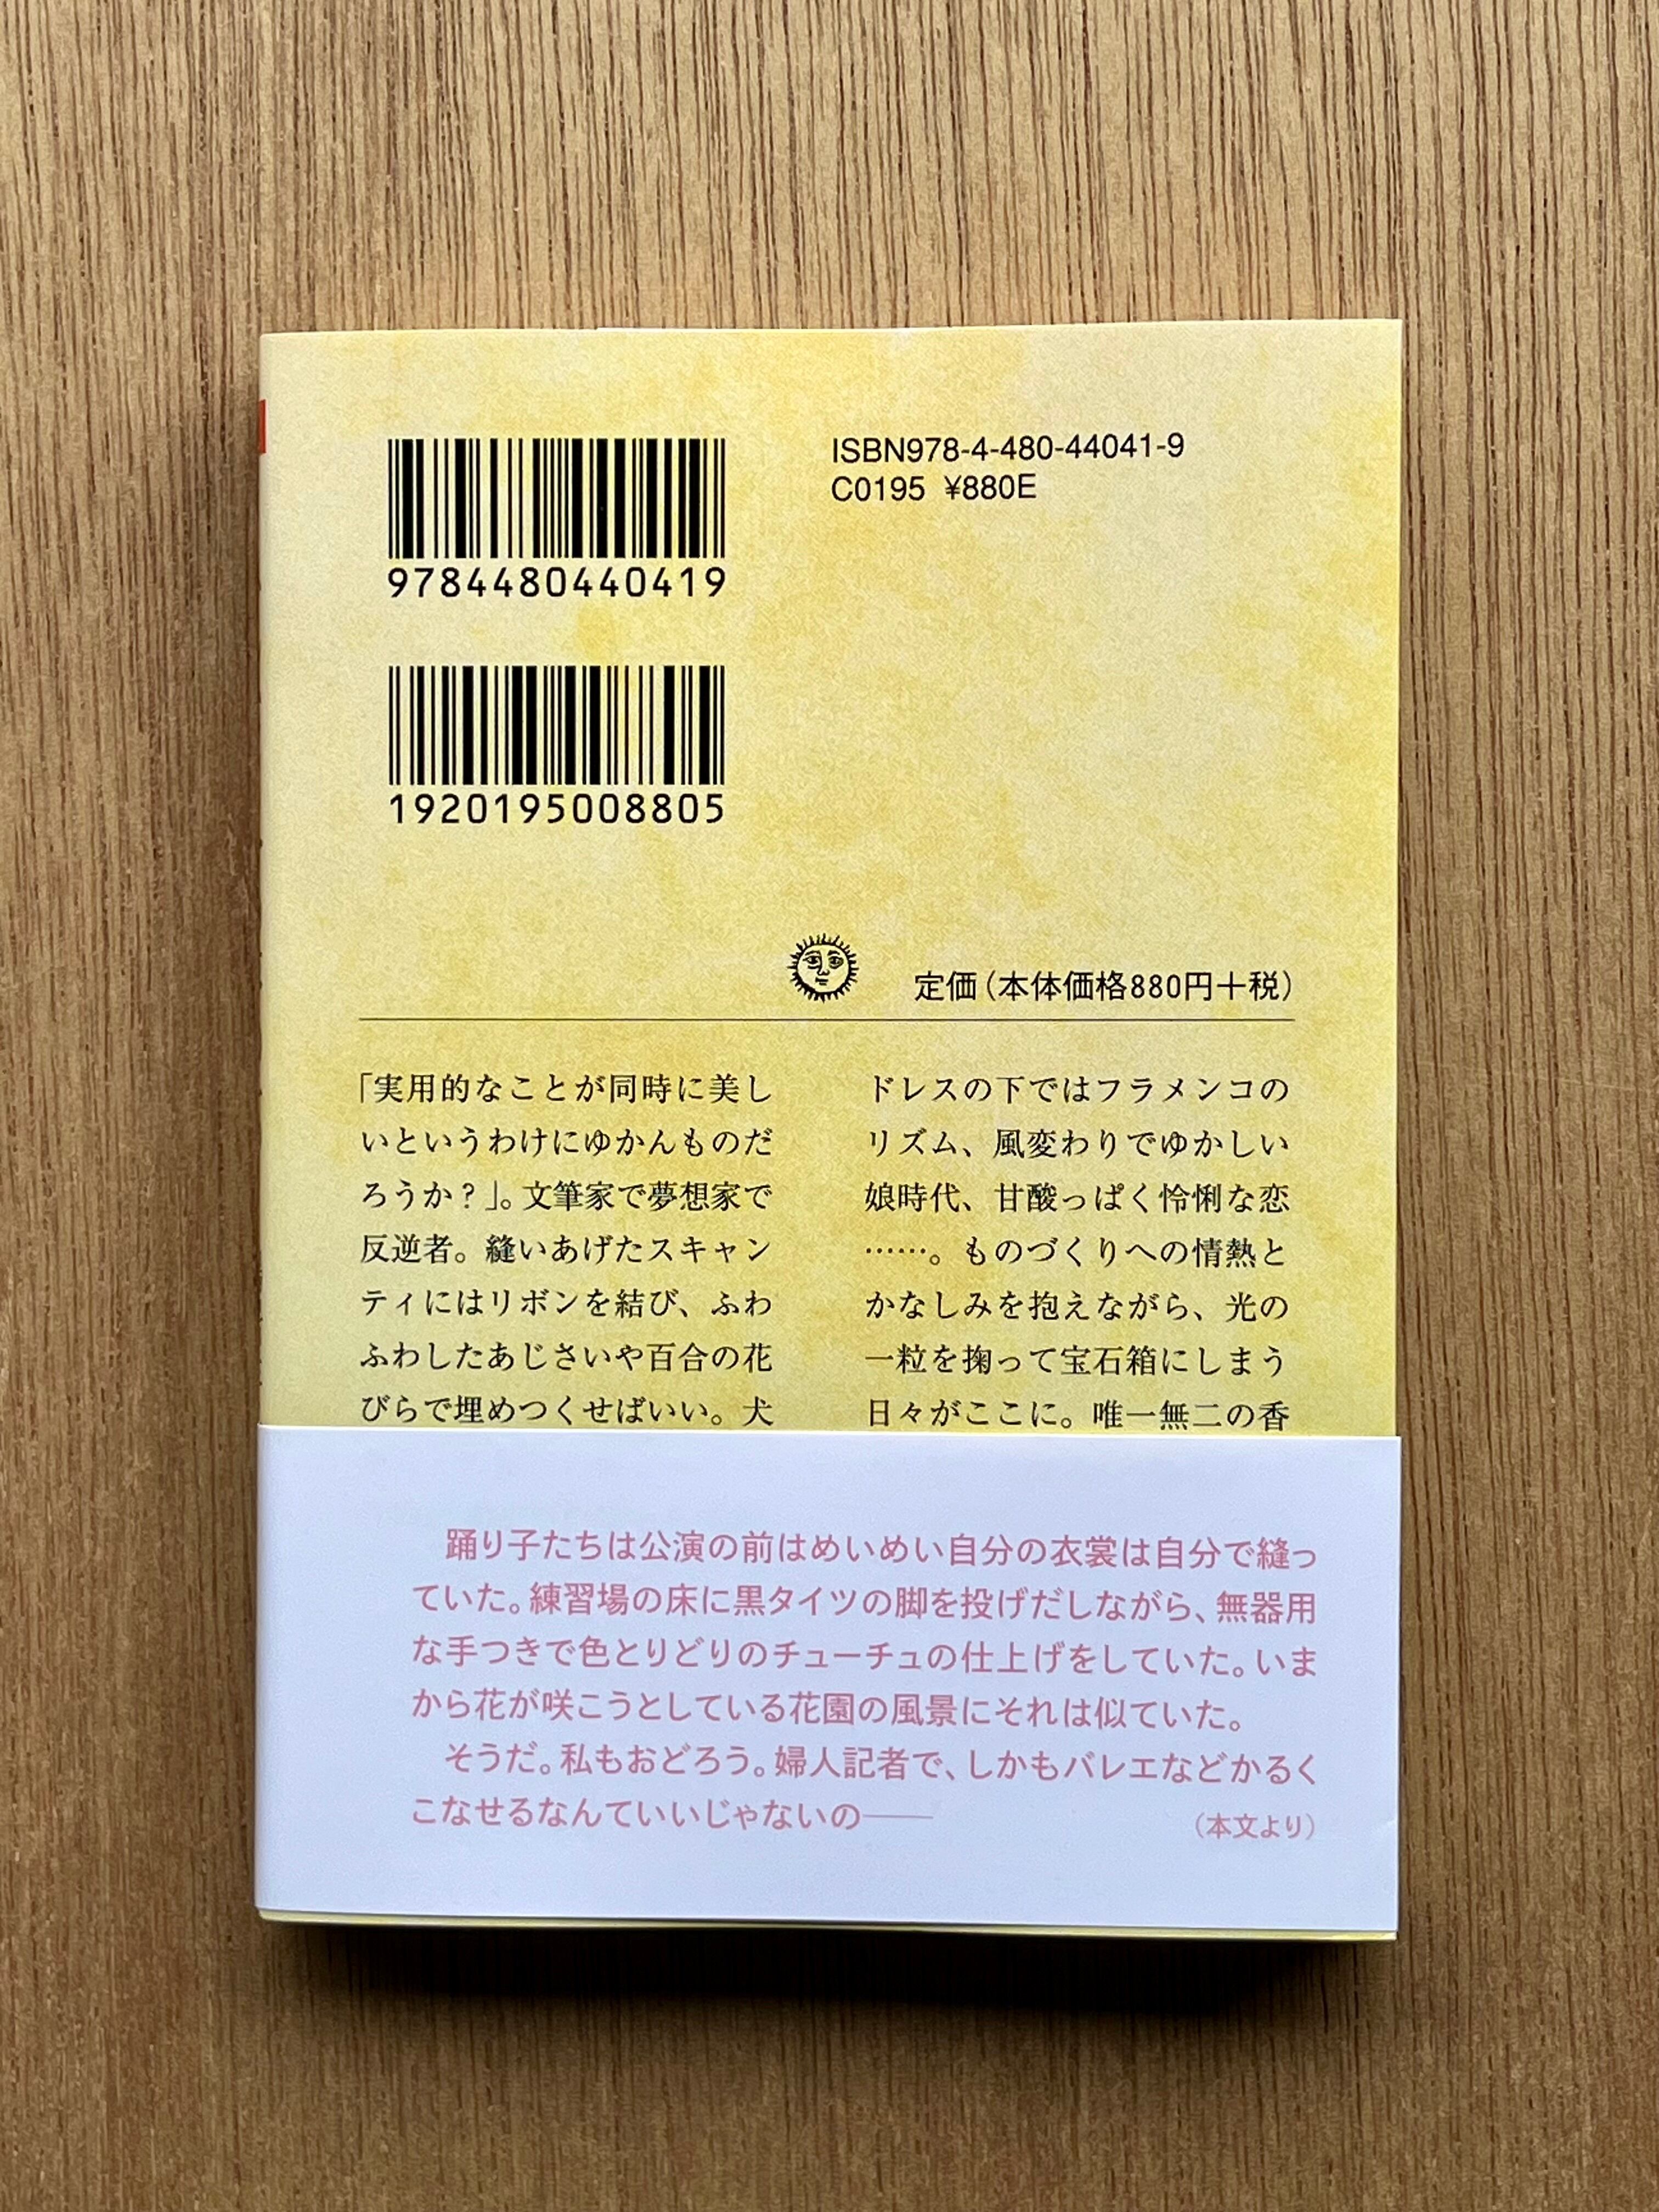 9784480440419
1920195008805
ISBN978-4-480-44041-9
C0195 ¥880E
定価（本体価格880円＋税）
「実用的なことが同時に美し
いというわけにゆかんものだ
ろうか？」。文筆家で夢想家で
反逆者。縫いあげたスキャン
ティにはリボンを結び、ふわ
ふわしたあじさいや百合の花
びらで埋めつくせばいい。犬
ドレスの下ではフラメンコの
リズム、風変わりでゆかしい
娘時代、甘酸っぱく怜悧な恋
……。ものづくりへの情熱と
かなしみを抱えながら、光の
一粒を掬って宝石箱にしまう
日々がここに。唯一無二の香
踊り子たちは公演の前はめいめい自分の衣裳は自分で縫っ
ていた。練習場の床に黒タイツの脚を投げだしながら、無器用
な手つきで色とりどりのチューチュの仕上げをしていた。いま
から花が咲こうとしている花園の風景にそれは似ていた。
そうだ。私もおどろう。婦人記者で、しかもバレエなどかるく
こなせるなんていいじゃないの――
（本文より）